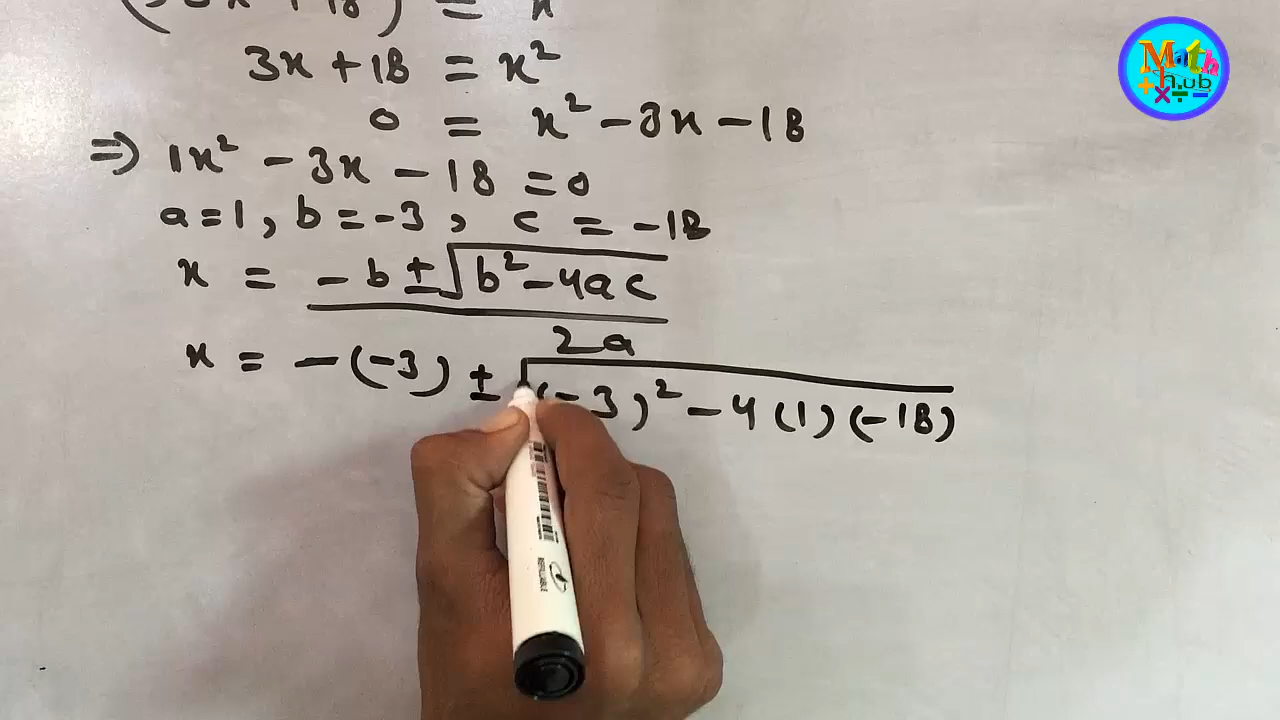 3x + 18 = x²
0 = x² - 3x - 18
⇒ 1x² - 3x - 18 = 0
a = 1, b = -3, c = -18
x = -b ± √b² - 4ac
2a
x = -(-3) ± √(-3)² - 4(1)(-18)
Math
hub
+×÷−
REFILLABLE